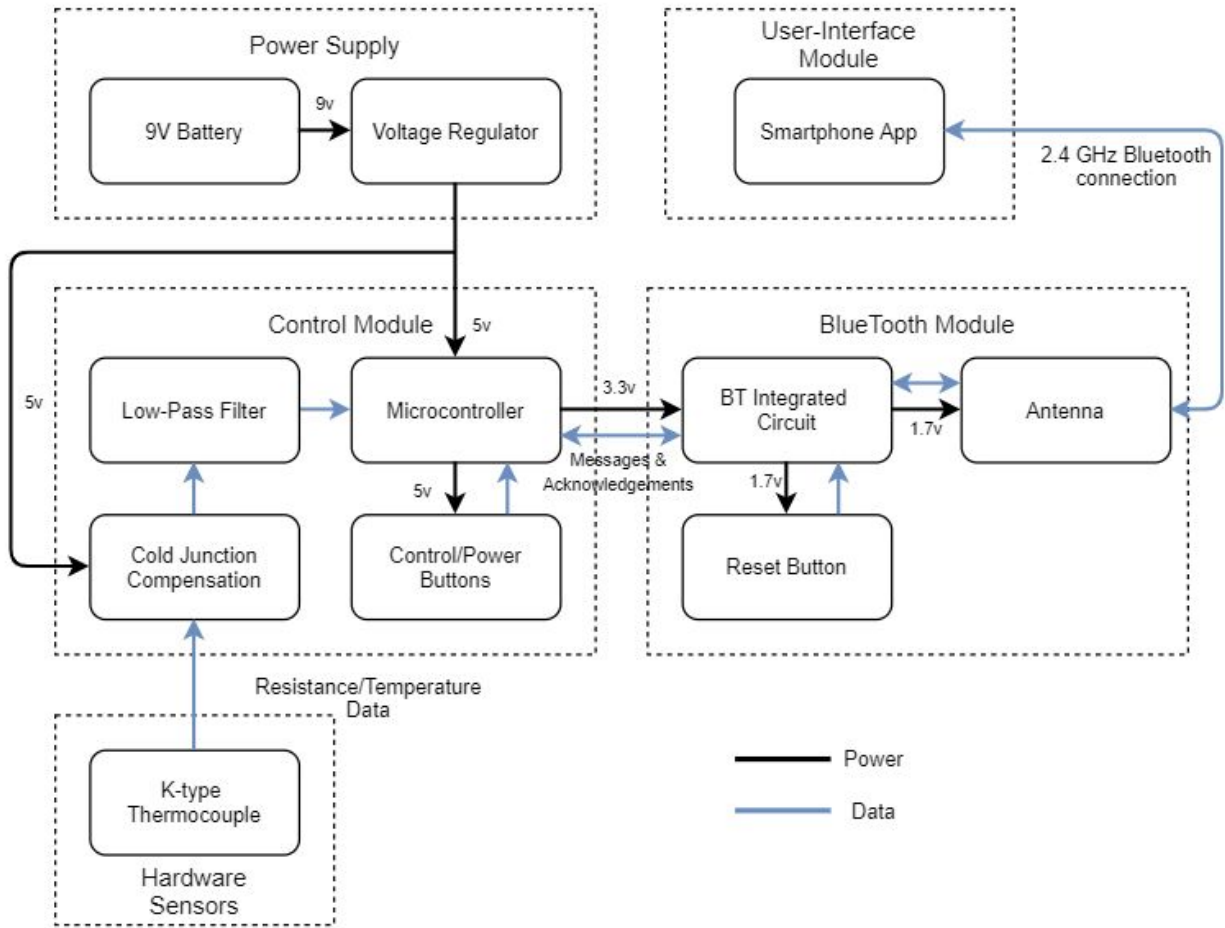 Power Supply
9V Battery
9v
Voltage Regulator
User-Interface
Module
Smartphone App
2.4 GHz Bluetooth
connection
Control Module
5v
5v
Low-Pass Filter
Microcontroller
5v
Cold Junction
Compensation
Control/Power
Buttons
3.3v
Messages &
Acknowledgements
BlueTooth Module
BT Integrated
Circuit
1.7v
Antenna
1.7v
Reset Button
Resistance/Temperature
Data
K-type
Thermocouple
Hardware
Sensors
Power
Data